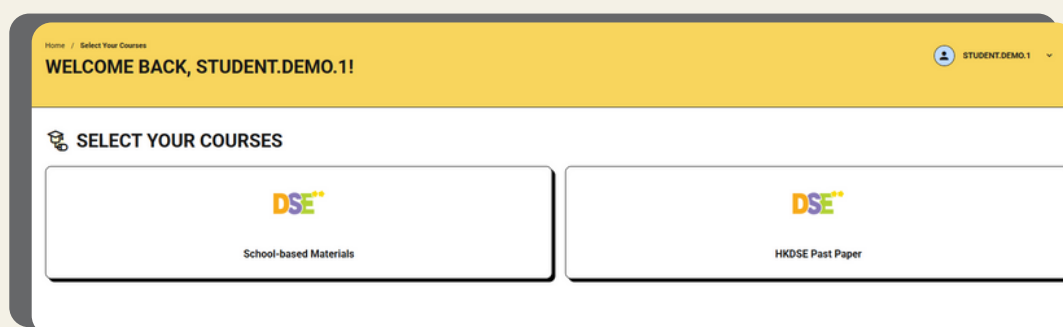 Home / Select Your Courses
WELCOME BACK, STUDENT.DEMO.1!
STUDENT.DEMO.1
SELECT YOUR COURSES
DSE
School-based Materials
DSE
HKDSE Past Paper